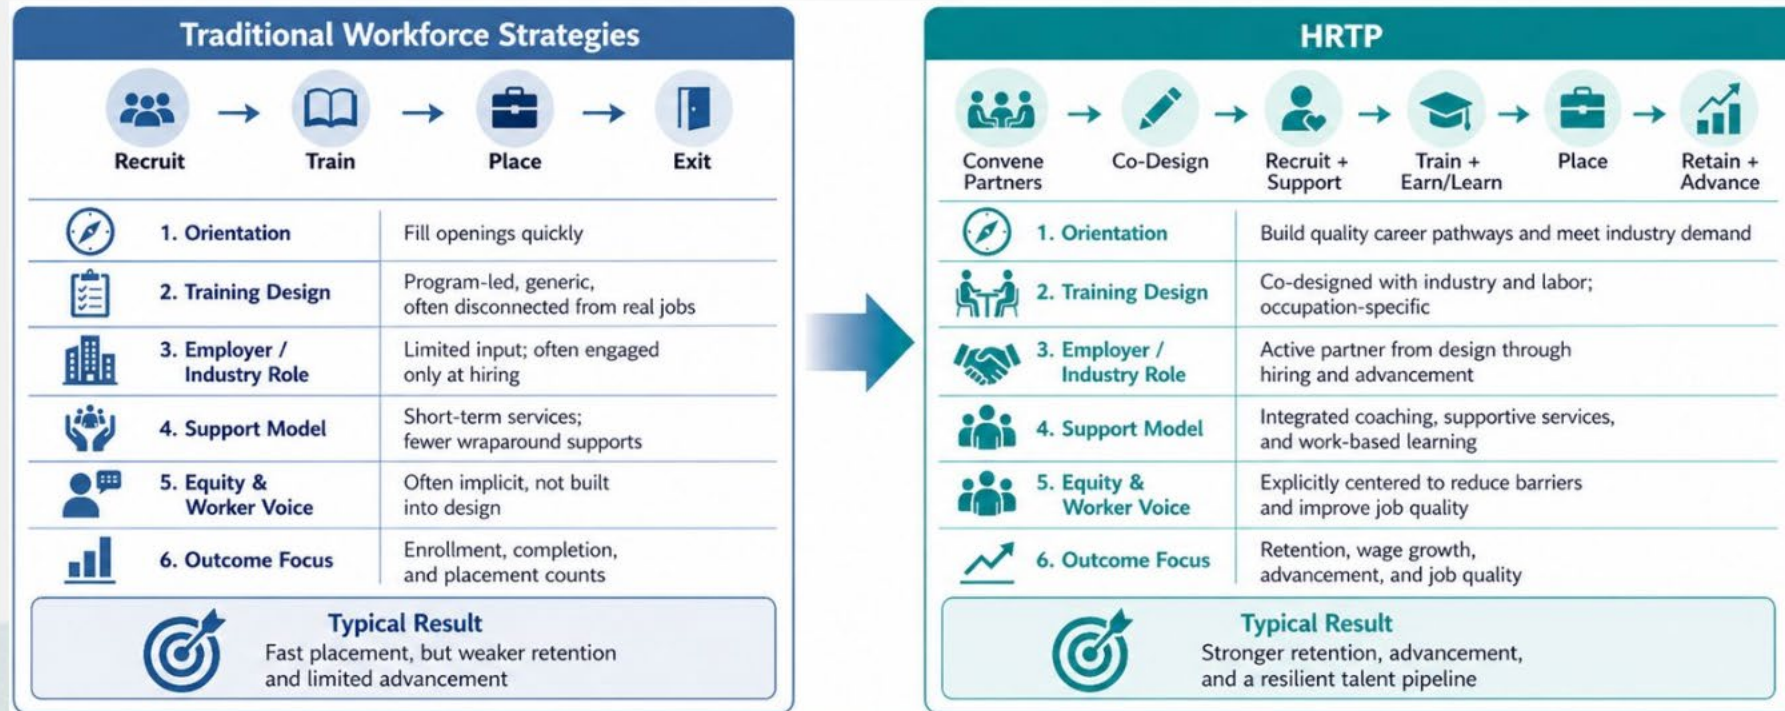 Traditional Workforce Strategies
Recruit
Train
Place
Exit
1. Orientation
Fill openings quickly
2. Training Design
Program-led, generic,
often disconnected from real jobs
3. Employer /
Industry Role
Limited input; often engaged
only at hiring
4. Support Model
Short-term services;
fewer wraparound supports
5. Equity &
Worker Voice
Often implicit, not built
into design
6. Outcome Focus
Enrollment, completion,
and placement counts
Typical Result
Fast placement, but weaker retention
and limited advancement
HRTP
Convene
Partners
Co-Design
Recruit +
Support
Train +
Earn/Learn
Place
Retain +
Advance
1. Orientation
Build quality career pathways and meet industry demand
2. Training Design
Co-designed with industry and labor;
occupation-specific
3. Employer /
Industry Role
Active partner from design through
hiring and advancement
4. Support Model
Integrated coaching, supportive services,
and work-based learning
5. Equity &
Worker Voice
Explicitly centered to reduce barriers
and improve job quality
6. Outcome Focus
Retention, wage growth,
advancement, and job quality
Typical Result
Stronger retention, advancement,
and a resilient talent pipeline